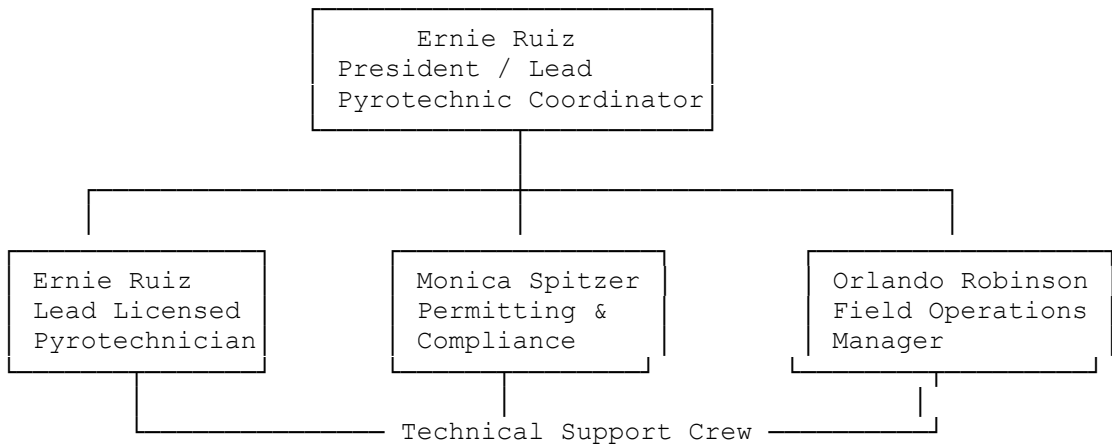 Ernie Ruiz
President / Lead
Pyrotechnic Coordinator
Ernie Ruiz
Lead Licensed
Pyrotechnician
Monica Spitzer
Permitting &
Compliance
Orlando Robinson
Field Operations
Manager
Technical Support Crew